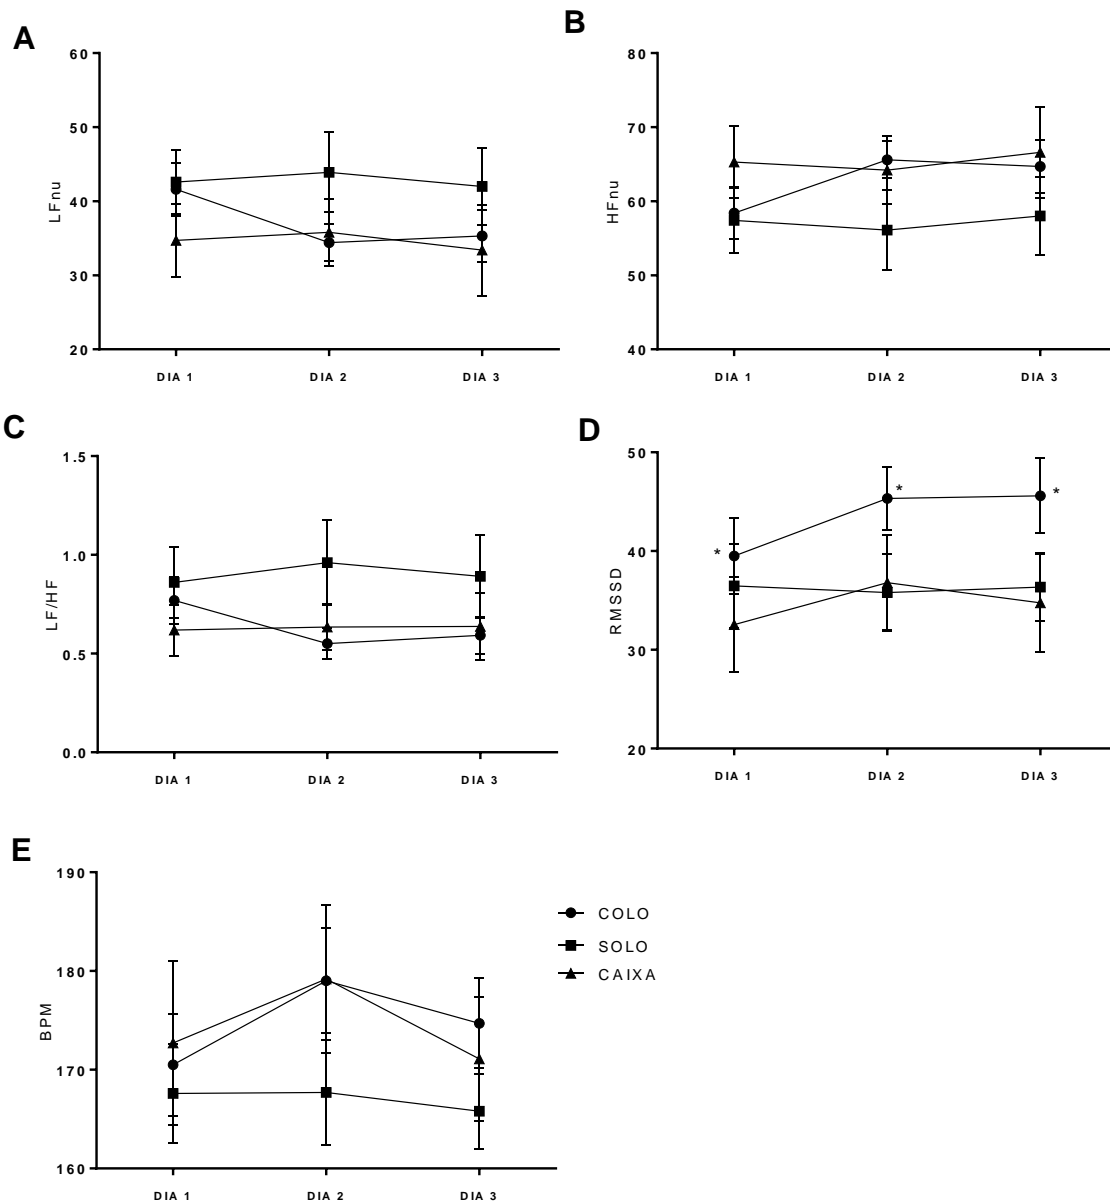 A
60
50
40
30
20
LFnu
DIA 1 DIA 2 DIA 3
B
80
70
60
50
40
HFnu
DIA 1 DIA 2 DIA 3
C
1.5
1.0
0.5
0.0
LF/HF
DIA 1 DIA 2 DIA 3
D
50
40
30
20
RMSSD
* * *
DIA 1 DIA 2 DIA 3
E
190
180
170
160
BPM
DIA 1 DIA 2 DIA 3
COLO
SOLO
CAIXA